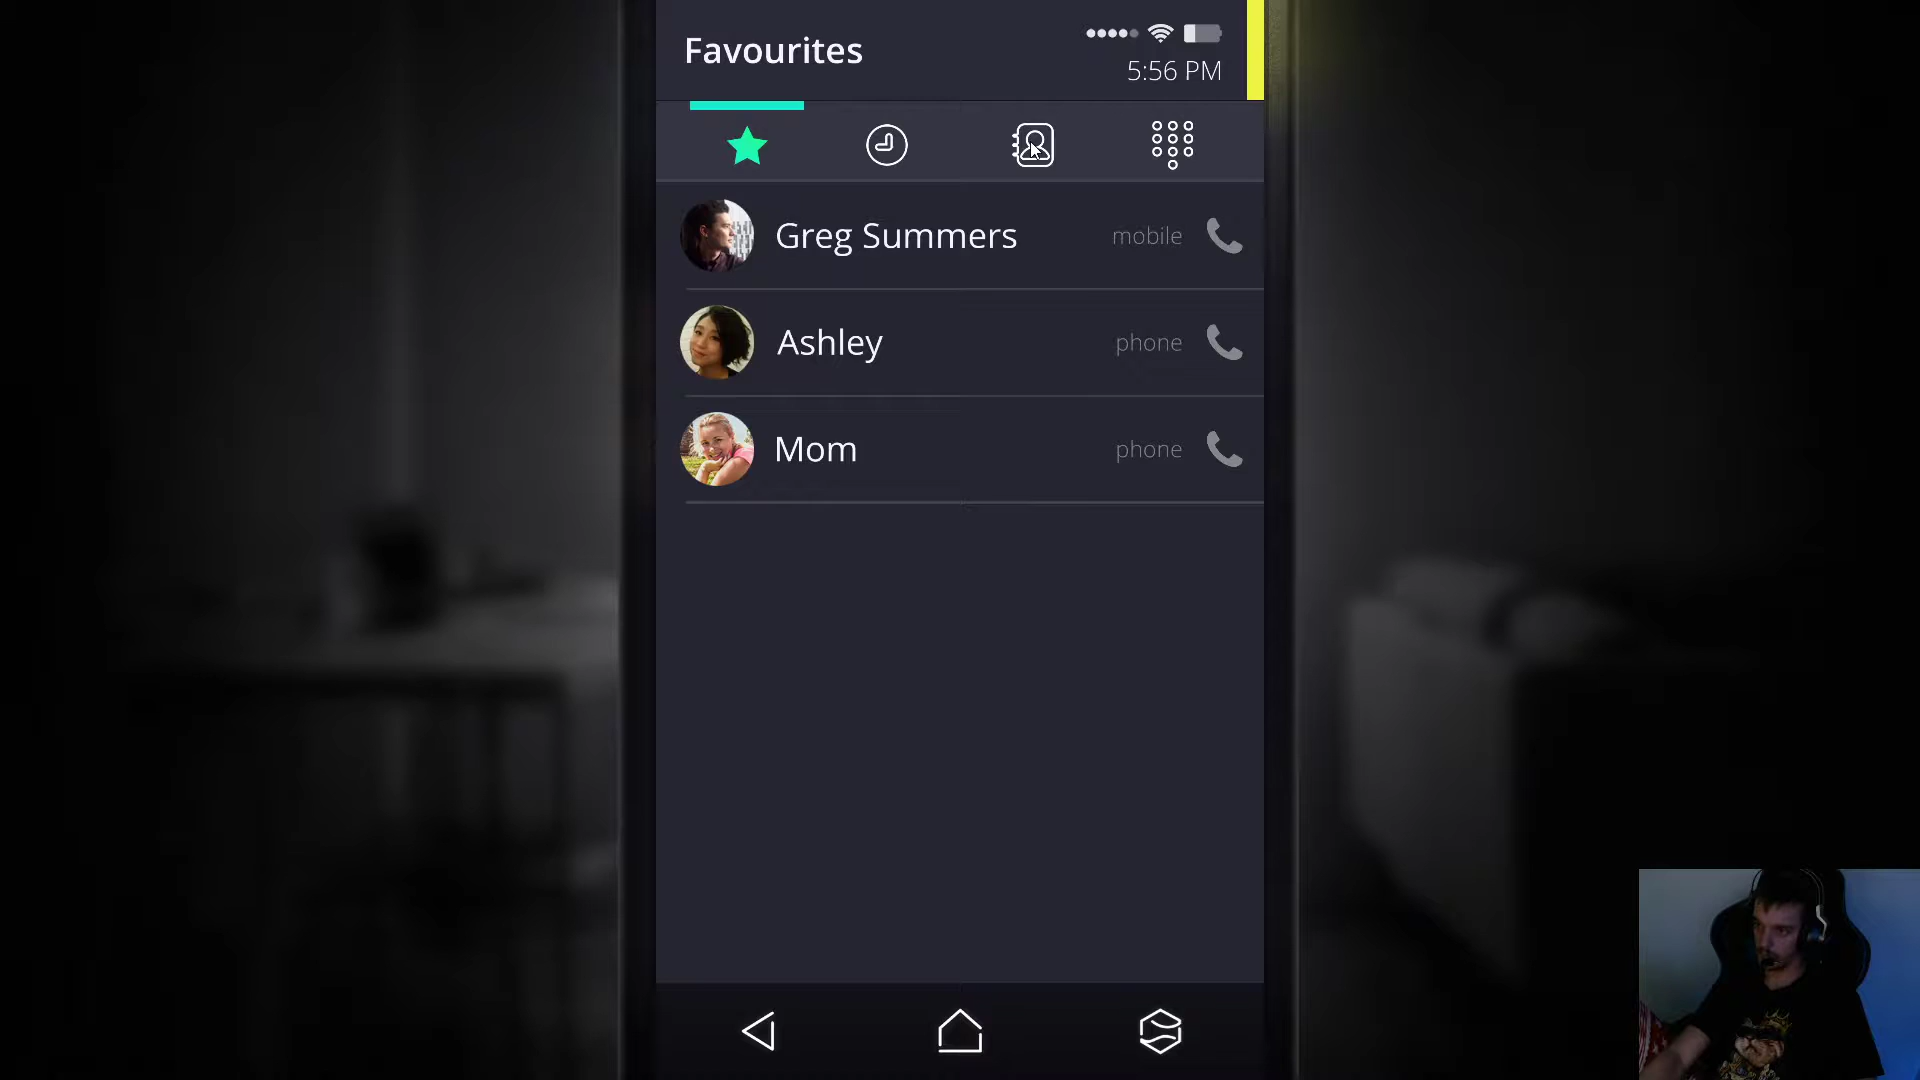 Favourites
5:56 PM
Greg Summers mobile
Ashley phone
Mom phone